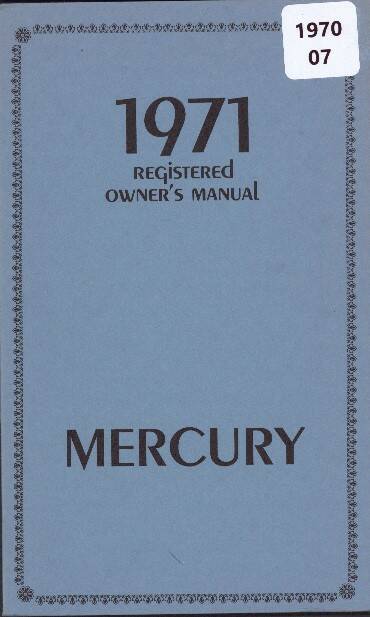 1970
07
1971
REGISTEREd
OWNER'S MANUAl
MERCURY